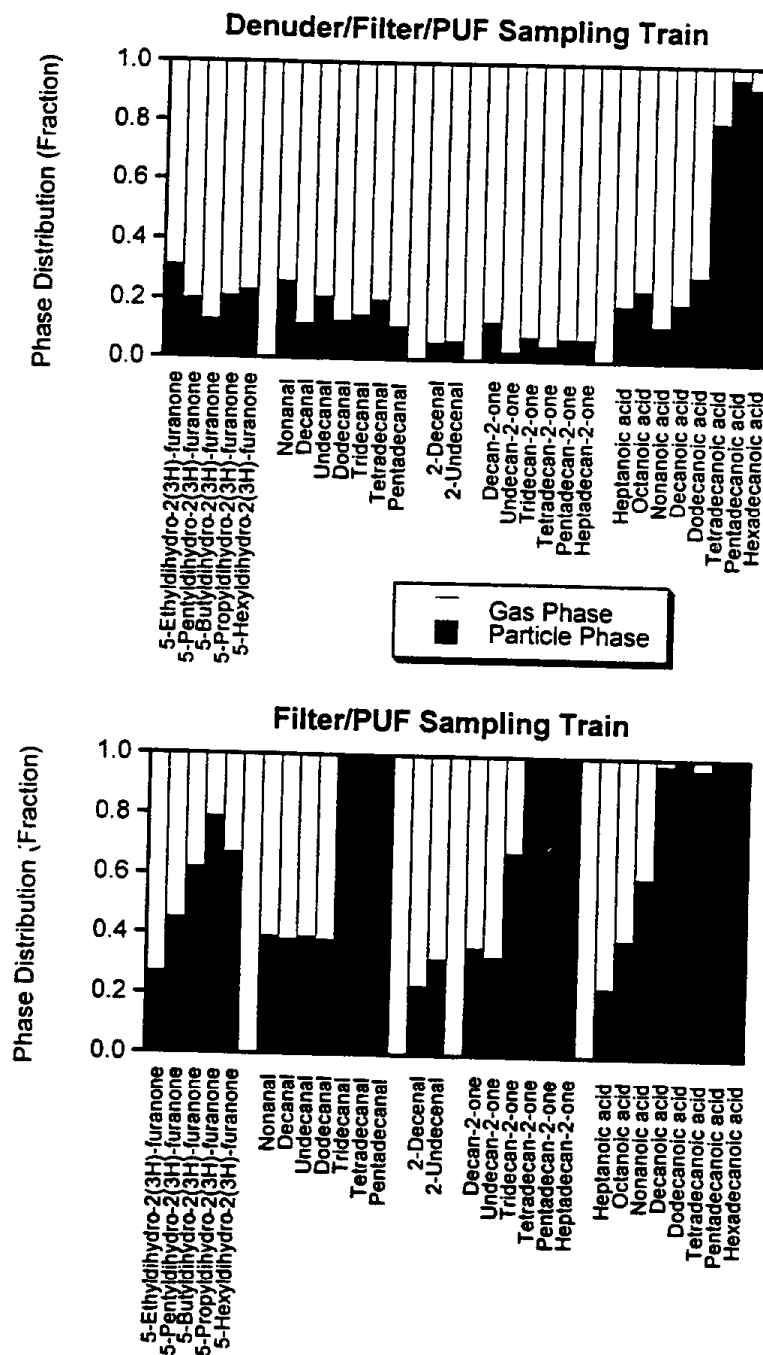 Denuder/Filter/PUF Sampling Train
Phase Distribution (Fraction)
1.0
0.8
0.6
0.4
0.2
0.0
5-Ethyldihydro-2(3H)-furanone
5-Pentyldihydro-2(3H)-furanone
5-Butyldihydro-2(3H)-furanone
5-Propyldihydro-2(3H)-furanone
5-Hexyldihydro-2(3H)-furanone
Nonanal
Decanal
Undecanal
Dodecanal
Tridecanal
Tetradecanal
Pentadecanal
2-Decenal
2-Undecenal
Decan-2-one
Undecan-2-one
Tridecan-2-one
Tetradecan-2-one
Pentadecan-2-one
Heptadecan-2-one
Heptanoic acid
Octanoic acid
Nonanoic acid
Decanoic acid
Dodecanoic acid
Tetradecanoic acid
Pentadecanoic acid
Hexadecanoic acid
Gas Phase
Particle Phase
Filter/PUF Sampling Train
Phase Distribution (Fraction)
1.0
0.8
0.6
0.4
0.2
0.0
5-Ethyldihydro-2(3H)-furanone
5-Pentyldihydro-2(3H)-furanone
5-Butyldihydro-2(3H)-furanone
5-Propyldihydro-2(3H)-furanone
5-Hexyldihydro-2(3H)-furanone
Nonanal
Decanal
Undecanal
Dodecanal
Tridecanal
Tetradecanal
Pentadecanal
2-Decenal
2-Undecenal
Decan-2-one
Undecan-2-one
Tridecan-2-one
Tetradecan-2-one
Pentadecan-2-one
Heptadecan-2-one
Heptanoic acid
Octanoic acid
Nonanoic acid
Decanoic acid
Dodecanoic acid
Tetradecanoic acid
Pentadecanoic acid
Hexadecanoic acid